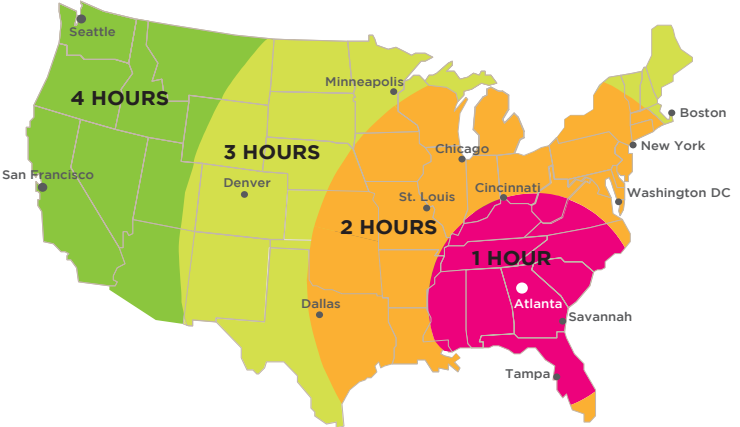 Seattle
Minneapolis
4 HOURS
Boston
New York
Chicago
3 HOURS
San Francisco
Denver
Cincinnati
Washington DC
St. Louis
2 HOURS
1 HOUR
Dallas
Atlanta
Savannah
Tampa